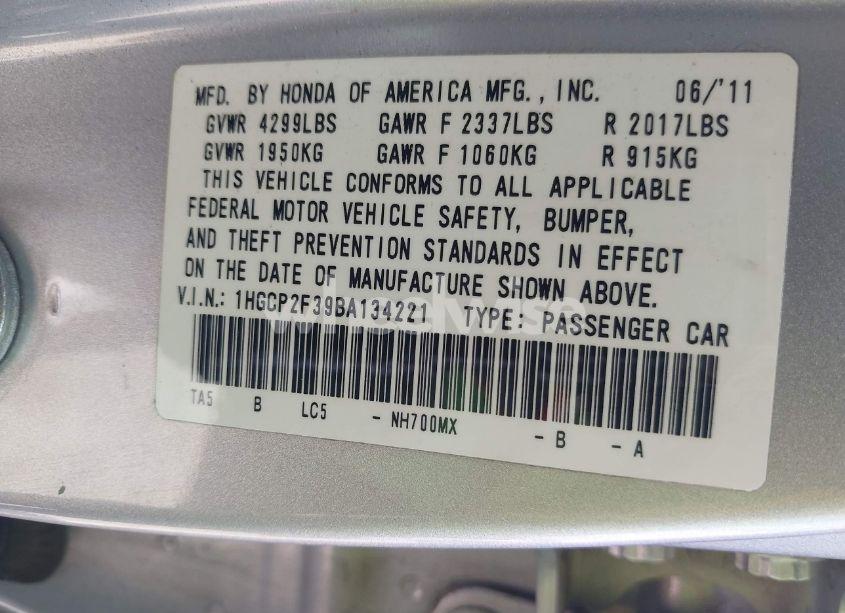 MFD. BY HONDA OF AMERICA MFG., INC. 06/'11
GVWR 4299LBS GAWR F 2337LBS R 2017LBS
GVWR 1950KG GAWR F 1060KG R 915KG
THIS VEHICLE CONFORMS TO ALL APPLICABLE
FEDERAL MOTOR VEHICLE SAFETY, BUMPER,
AND THEFT PREVENTION STANDARDS IN EFFECT
ON THE DATE OF MANUFACTURE SHOWN ABOVE.
V.I.N.: 1HGCP2F39BA134221 TYPE: PASSENGER CAR
TA5 B LC5 - NH700MX - B - A